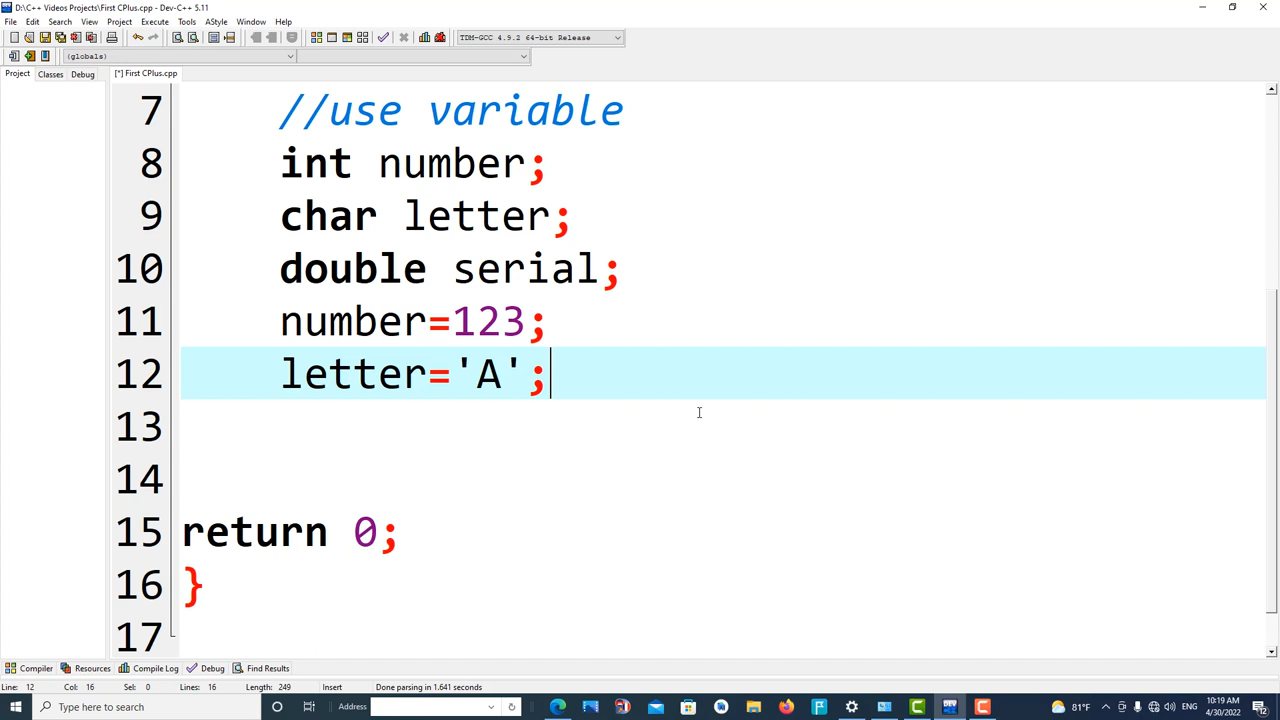 D:\C++ Videos Projects\First CPlus.cpp - Dev-C++ 5.11
File Edit Search View Project Execute Tools AStyle Window Help
TDM-GCC 4.9.2 64-bit Release
(globals)
Project Classes Debug [*] First CPlus.cpp
7 //use variable
8 int number;
9 char letter;
10 double serial;
11 number=123;
12 letter='A';
13
14
15 return 0;
16 }
17
Compiler Resources Compile Log Debug Find Results
Line: 12 Col: 16 Sel: 0 Lines: 16 Length: 249 Insert Done parsing in 1.641 seconds
Type here to search Address DEV 81°F ENG 10:19 AM
4/30/2022 12